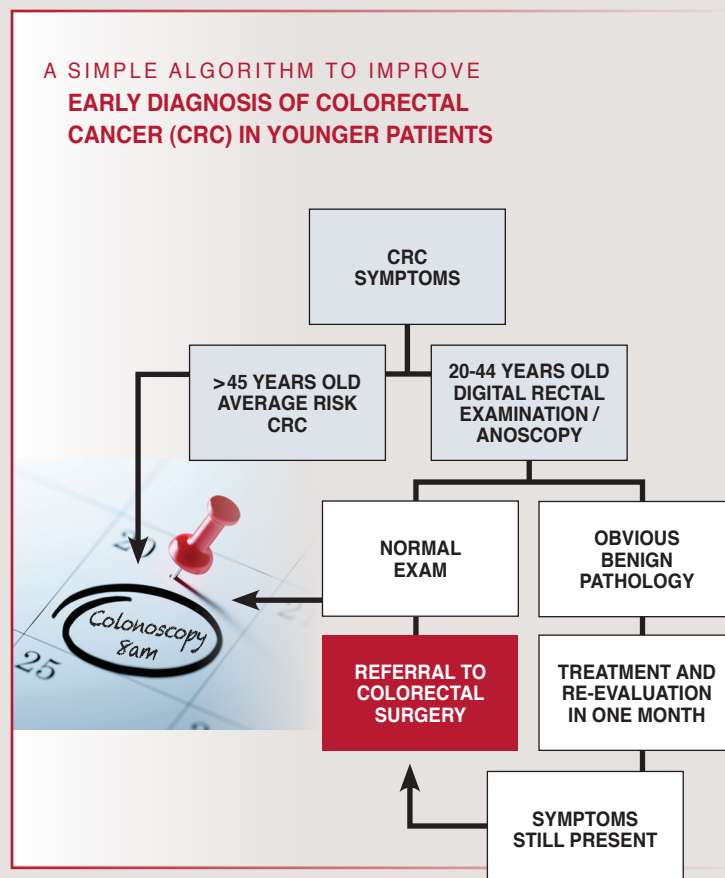 A SIMPLE ALGORITHM TO IMPROVE
EARLY DIAGNOSIS OF COLORECTAL
CANCER (CRC) IN YOUNGER PATIENTS
CRC
SYMPTOMS
>45 YEARS OLD
AVERAGE RISK
CRC
20-44 YEARS OLD
DIGITAL RECTAL
EXAMINATION /
ANOSCOPY
NORMAL
EXAM
OBVIOUS
BENIGN
PATHOLOGY
20
21
Colonoscopy
8am
25
REFERRAL TO
COLORECTAL
SURGERY
TREATMENT AND
RE-EVALUATION
IN ONE MONTH
SYMPTOMS
STILL PRESENT